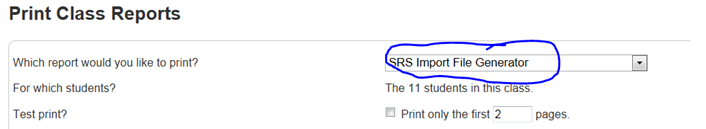 Print Class Reports
Which report would you like to print? SRS Import File Generator
For which students? The 11 students in this class.
Test print? Print only the first 2 pages.